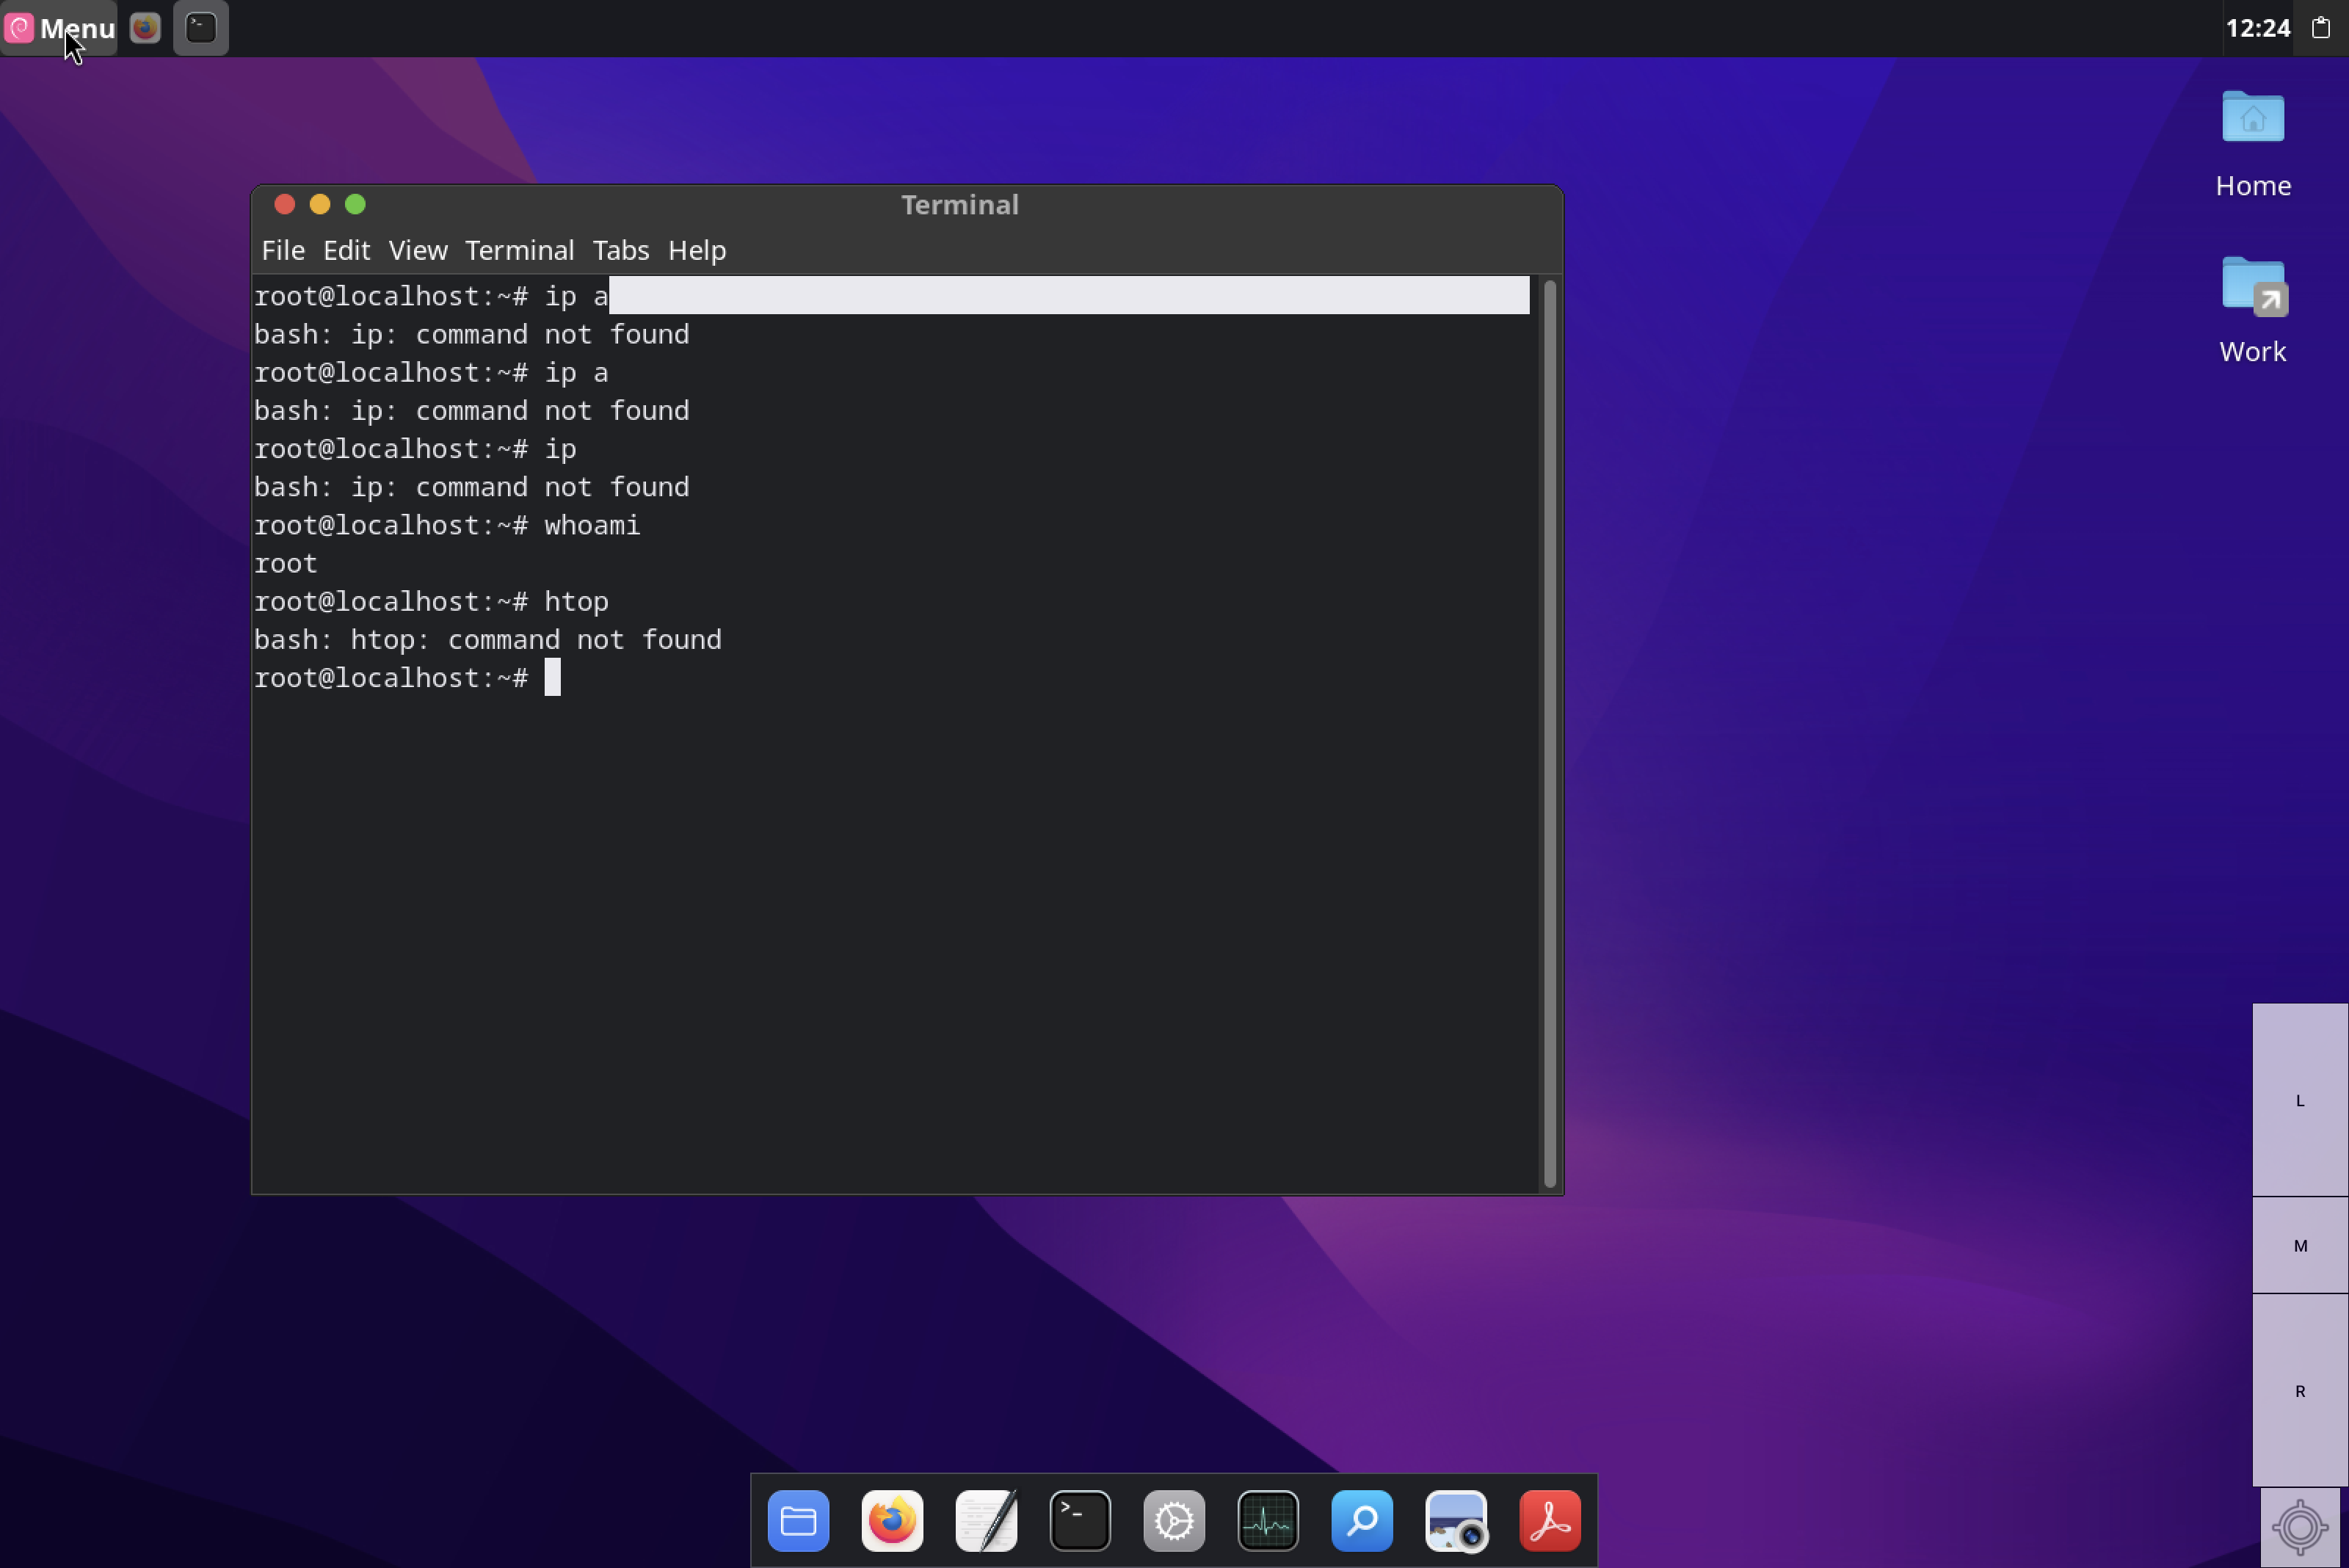 Menu
12:24
Home
Work
Terminal
File Edit View Terminal Tabs Help
root@localhost:~# ip a
bash: ip: command not found
root@localhost:~# ip a
bash: ip: command not found
root@localhost:~# ip
bash: ip: command not found
root@localhost:~# whoami
root
root@localhost:~# htop
bash: htop: command not found
root@localhost:~#
L
M
R